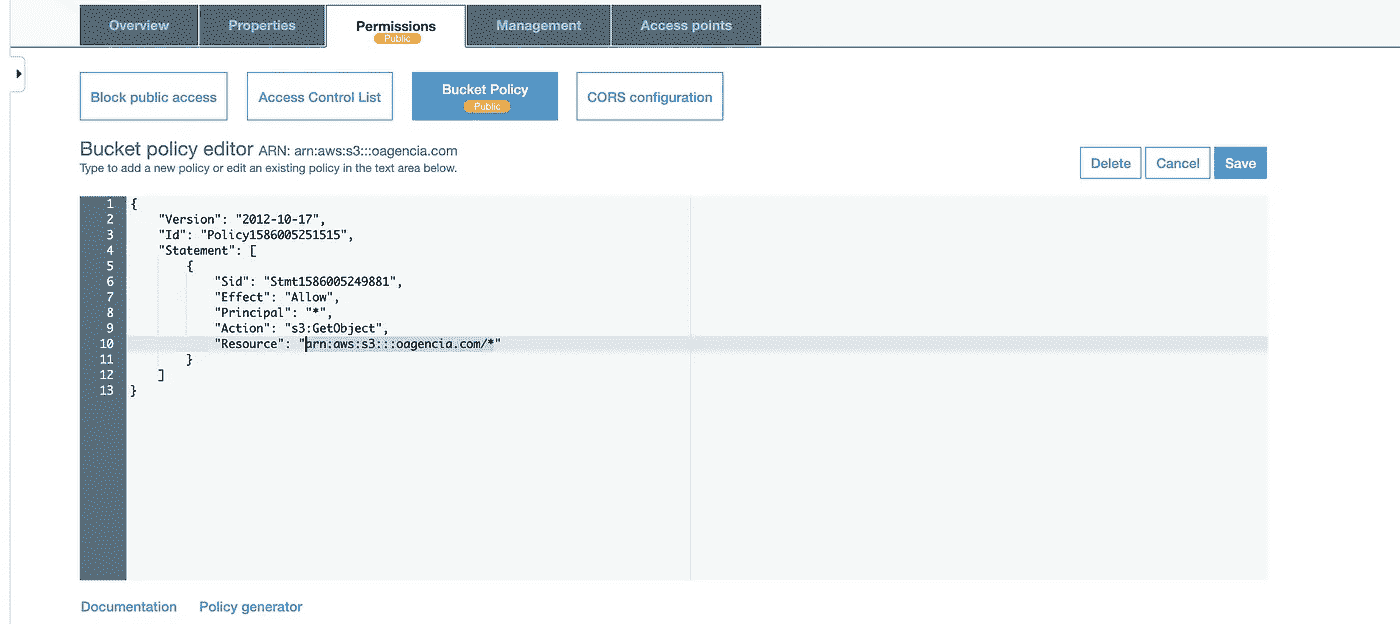 Overview Properties Permissions Management Access points
Public
Block public access Access Control List Bucket Policy CORS configuration
Public
Bucket policy editor ARN: arn:aws:s3:::oagencia.com
Type to add a new policy or edit an existing policy in the text area below.
Delete Cancel Save
1 {
2 "Version": "2012-10-17",
3 "Id": "Policy1586005251515",
4 "Statement": [
5 {
6 "Sid": "Stmt1586005249881",
7 "Effect": "Allow",
8 "Principal": "*",
9 "Action": "s3:GetObject",
10 "Resource": "arn:aws:s3:::oagencia.com/*"
11 }
12 ]
13 }
Documentation Policy generator